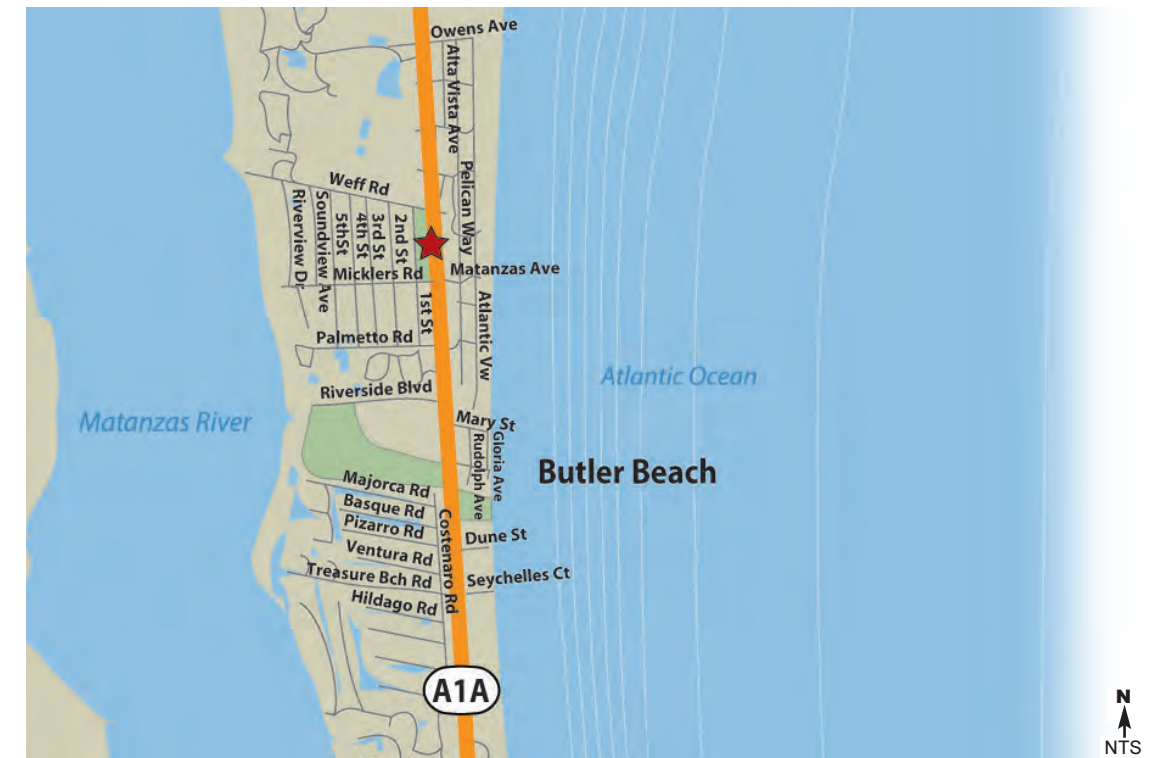 Owens Ave
Alta Vista Ave
Pelican Way
Weff Rd
Riverview Dr
Soundview Ave
5thSt
4th St
3rd St
2nd St
Micklers Rd
Matanzas Ave
1st St
Atlantic Vw
Palmetto Rd
Atlantic Ocean
Riverside Blvd
Matanzas River
Mary St
Gloria Ave
Rudolph Ave
Butler Beach
Majorca Rd
Basque Rd
Pizarro Rd
Costenaro Rd
Dune St
Ventura Rd
Treasure Bch Rd
Seychelles Ct
Hildago Rd
A1A
N
NTS